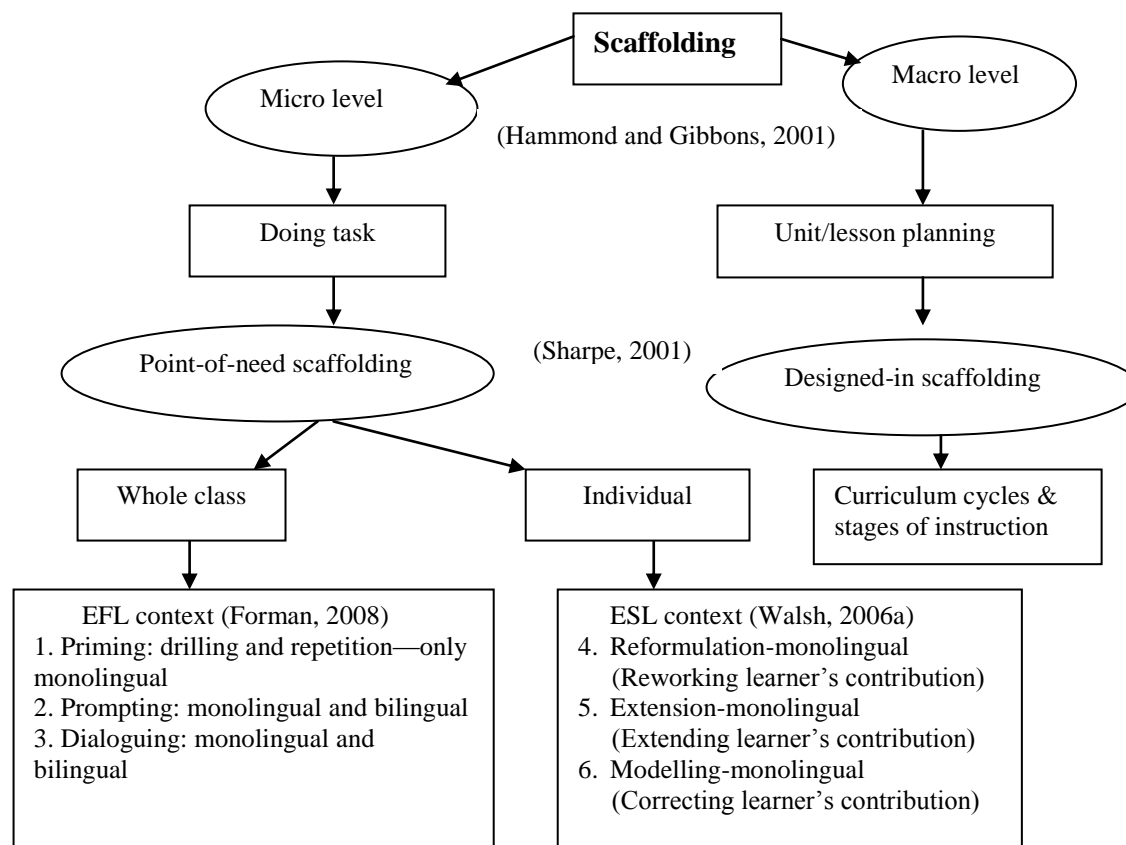 Scaffolding
Micro level
Macro level
(Hammond and Gibbons, 2001)
Doing task
Unit/lesson planning
(Sharpe, 2001)
Point-of-need scaffolding
Designed-in scaffolding
Whole class
Individual
Curriculum cycles &
stages of instruction
EFL context (Forman, 2008)
1. Priming: drilling and repetition—only
monolingual
2. Prompting: monolingual and bilingual
3. Dialoguing: monolingual and
bilingual
ESL context (Walsh, 2006a)
4. Reformulation-monolingual
(Reworking learner’s contribution)
5. Extension-monolingual
(Extending learner’s contribution)
6. Modelling-monolingual
(Correcting learner’s contribution)